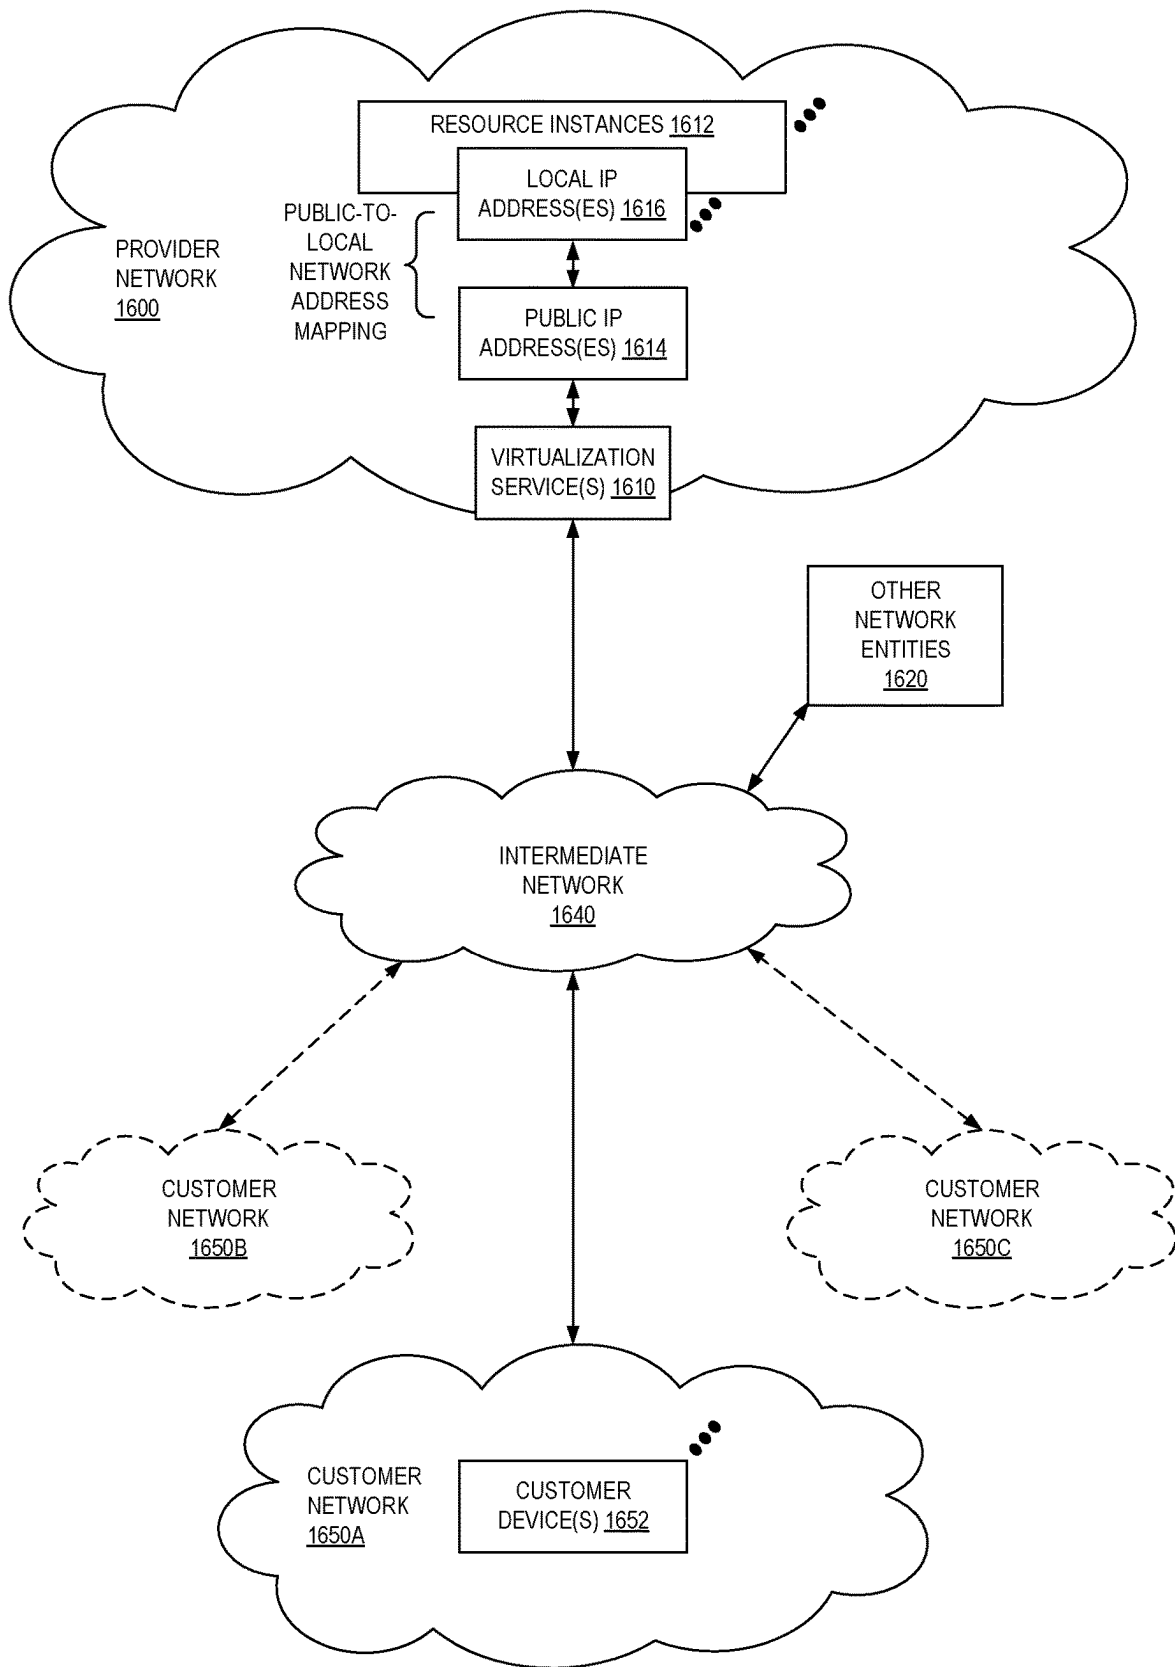 RESOURCE INSTANCES 1612
LOCAL IP
ADDRESS(ES) 1616
PUBLIC-TO-
LOCAL
NETWORK
ADDRESS
MAPPING
PROVIDER
NETWORK
1600
PUBLIC IP
ADDRESS(ES) 1614
VIRTUALIZATION
SERVICE(S) 1610
OTHER
NETWORK
ENTITIES
1620
INTERMEDIATE
NETWORK
1640
CUSTOMER
NETWORK
1650B
CUSTOMER
NETWORK
1650C
CUSTOMER
NETWORK
1650A
CUSTOMER
DEVICE(S) 1652